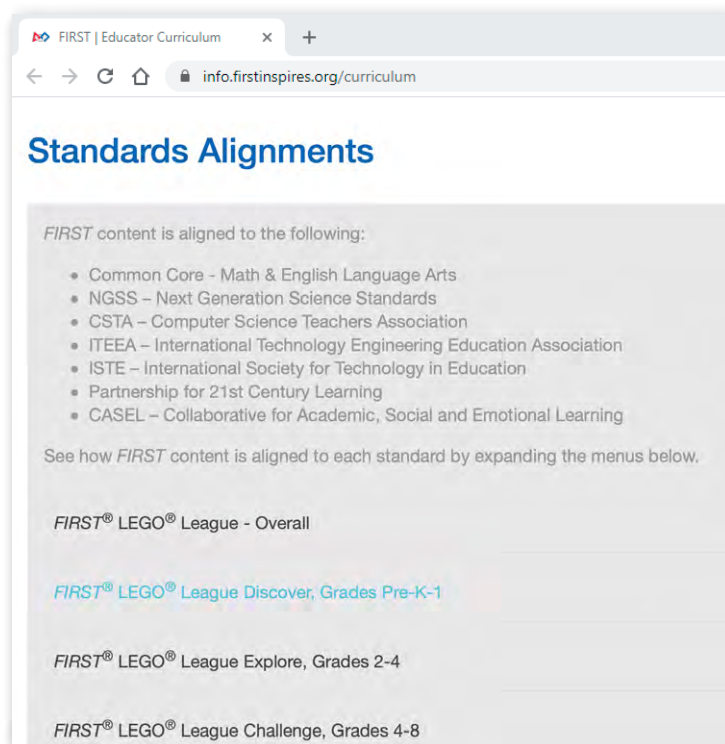 FIRST | Educator Curriculum
info.firstinspires.org/curriculum
Standards Alignments
FIRST content is aligned to the following:
• Common Core - Math & English Language Arts
• NGSS – Next Generation Science Standards
• CSTA – Computer Science Teachers Association
• ITEEA – International Technology Engineering Education Association
• ISTE – International Society for Technology in Education
• Partnership for 21st Century Learning
• CASEL – Collaborative for Academic, Social and Emotional Learning
See how FIRST content is aligned to each standard by expanding the menus below.
FIRST® LEGO® League - Overall
FIRST® LEGO® League Discover, Grades Pre-K-1
FIRST® LEGO® League Explore, Grades 2-4
FIRST® LEGO® League Challenge, Grades 4-8